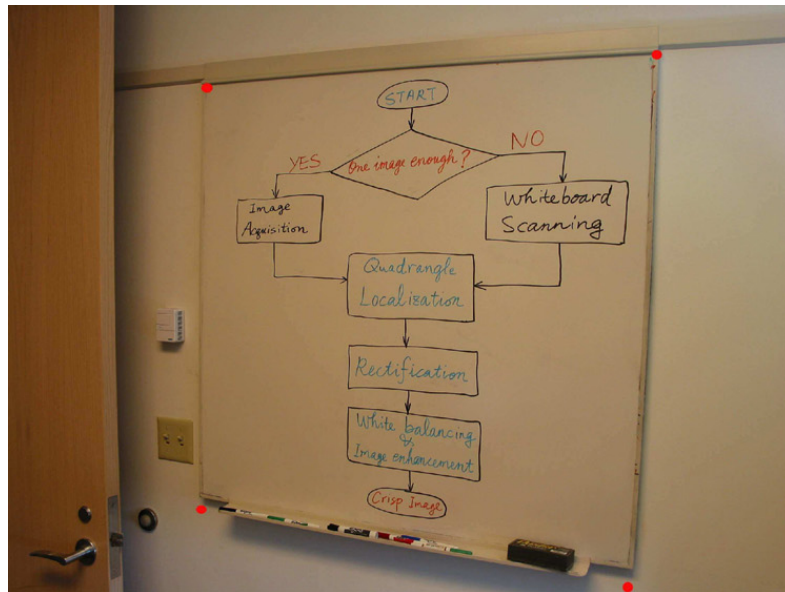 START
One image enough?
YES
NO
Image
Acquisition
Whiteboard
Scanning
Quadrangle
Localization
Rectification
White balancing
&
Image enhancement
Crisp Image